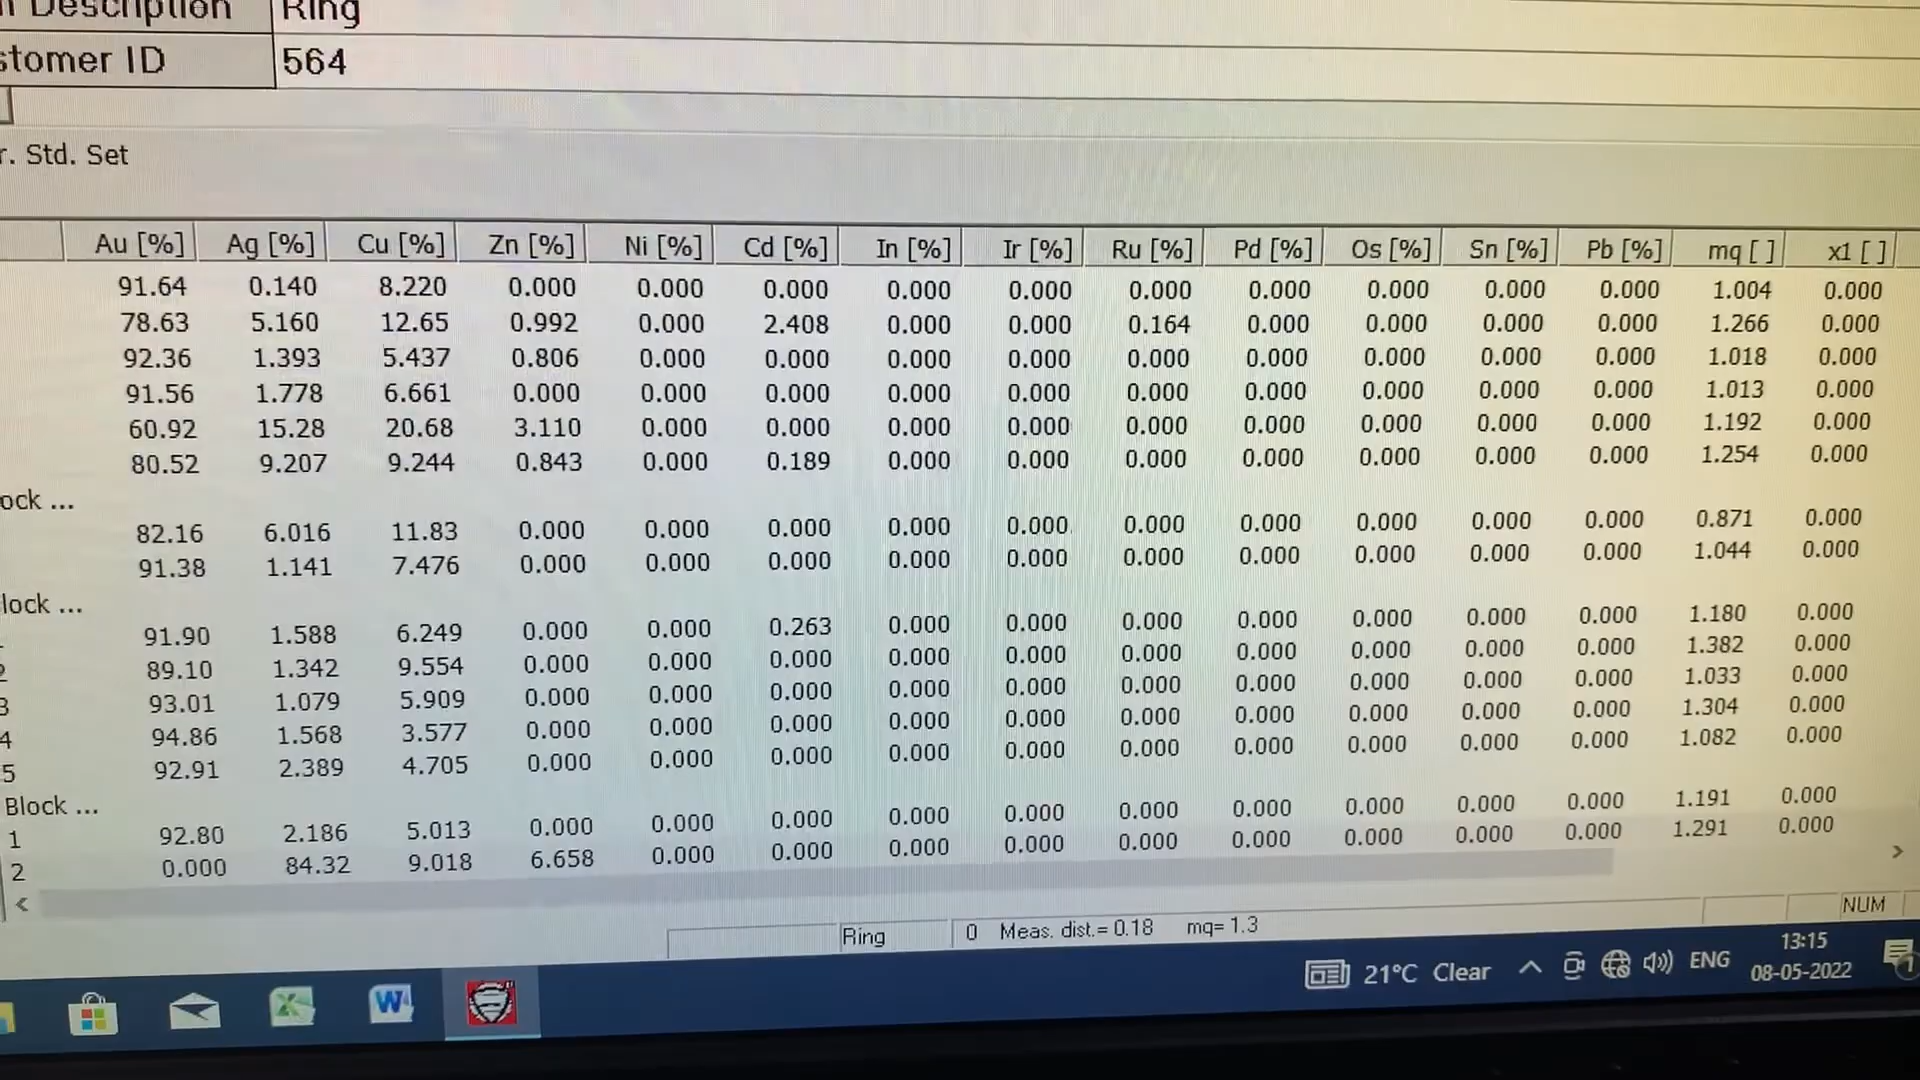 Description Ring
stomer ID 564
r. Std. Set
Au [%] Ag [%] Cu [%] Zn [%] Ni [%] Cd [%] In [%] Ir [%] Ru [%] Pd [%] Os [%] Sn [%] Pb [%] mq [ ] x1 [ ]
91.64 0.140 8.220 0.000 0.000 0.000 0.000 0.000 0.000 0.000 0.000 0.000 0.000 1.004 0.000
78.63 5.160 12.65 0.992 0.000 2.408 0.000 0.000 0.164 0.000 0.000 0.000 0.000 1.266 0.000
92.36 1.393 5.437 0.806 0.000 0.000 0.000 0.000 0.000 0.000 0.000 0.000 0.000 1.018 0.000
91.56 1.778 6.661 0.000 0.000 0.000 0.000 0.000 0.000 0.000 0.000 0.000 0.000 1.013 0.000
60.92 15.28 20.68 3.110 0.000 0.000 0.000 0.000 0.000 0.000 0.000 0.000 0.000 1.192 0.000
80.52 9.207 9.244 0.843 0.000 0.189 0.000 0.000 0.000 0.000 0.000 0.000 0.000 1.254 0.000
ock ...
82.16 6.016 11.83 0.000 0.000 0.000 0.000 0.000 0.000 0.000 0.000 0.000 0.000 0.871 0.000
91.38 1.141 7.476 0.000 0.000 0.000 0.000 0.000 0.000 0.000 0.000 0.000 0.000 1.044 0.000
lock ...
91.90 1.588 6.249 0.000 0.000 0.263 0.000 0.000 0.000 0.000 0.000 0.000 0.000 1.180 0.000
2 89.10 1.342 9.554 0.000 0.000 0.000 0.000 0.000 0.000 0.000 0.000 0.000 0.000 1.382 0.000
3 93.01 1.079 5.909 0.000 0.000 0.000 0.000 0.000 0.000 0.000 0.000 0.000 0.000 1.033 0.000
4 94.86 1.568 3.577 0.000 0.000 0.000 0.000 0.000 0.000 0.000 0.000 0.000 0.000 1.304 0.000
5 92.91 2.389 4.705 0.000 0.000 0.000 0.000 0.000 0.000 0.000 0.000 0.000 0.000 1.082 0.000
Block ...
1 92.80 2.186 5.013 0.000 0.000 0.000 0.000 0.000 0.000 0.000 0.000 0.000 0.000 1.191 0.000
2 0.000 84.32 9.018 6.658 0.000 0.000 0.000 0.000 0.000 0.000 0.000 0.000 0.000 1.291 0.000
NUM
Ring 0 Meas. dist.= 0.18 mq= 1.3
21°C Clear ENG 13:15
08-05-2022
1